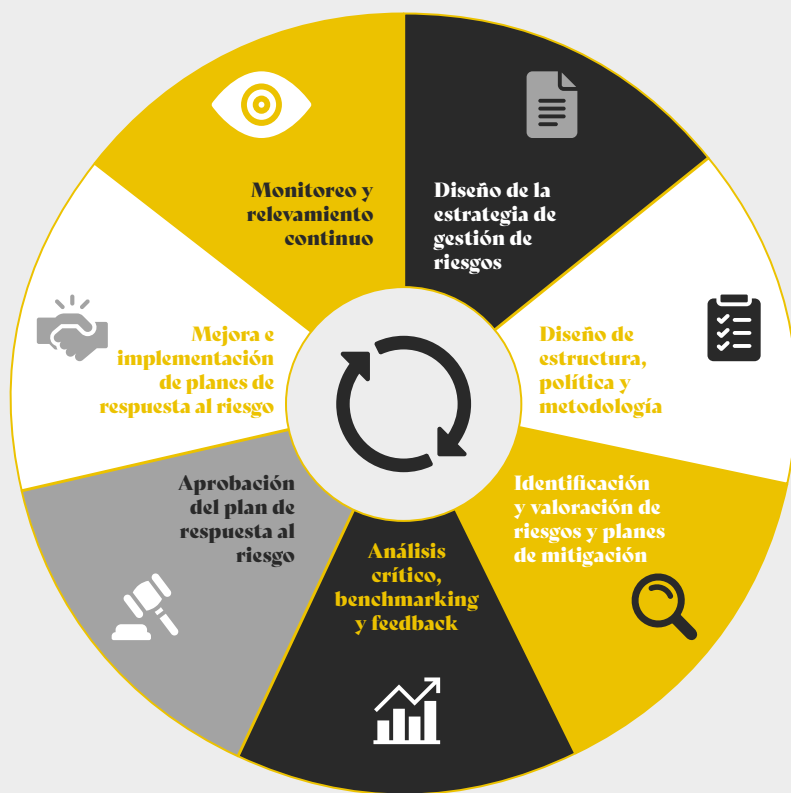 Diseño de la
estrategia de
gestión de
riesgos
Diseño de
estructura,
política y
metodología
Identificación
y valoración de
riesgos y planes
de mitigación
Análisis
crítico,
benchmarking
y feedback
Aprobación
del plan de
respuesta al
riesgo
Mejora e
implementación
de planes de
respuesta al riesgo
Monitoreo y
relevamiento
continuo